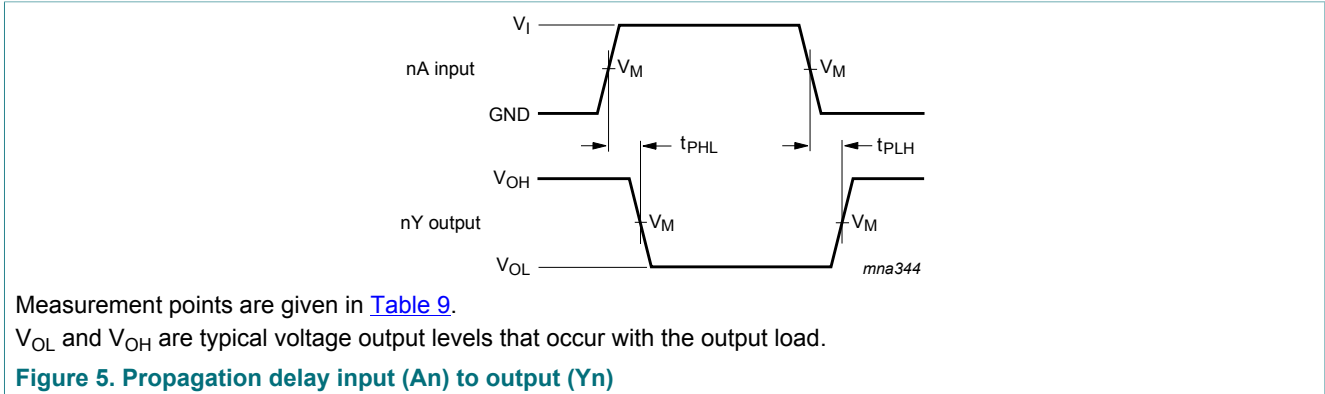 V_I
nA input
V_M
V_M
GND
t_PHL
t_PLH
V_OH
nY output
V_M
V_M
V_OL
mna344
Measurement points are given in Table 9.
V_OL and V_OH are typical voltage output levels that occur with the output load.
Figure 5. Propagation delay input (An) to output (Yn)